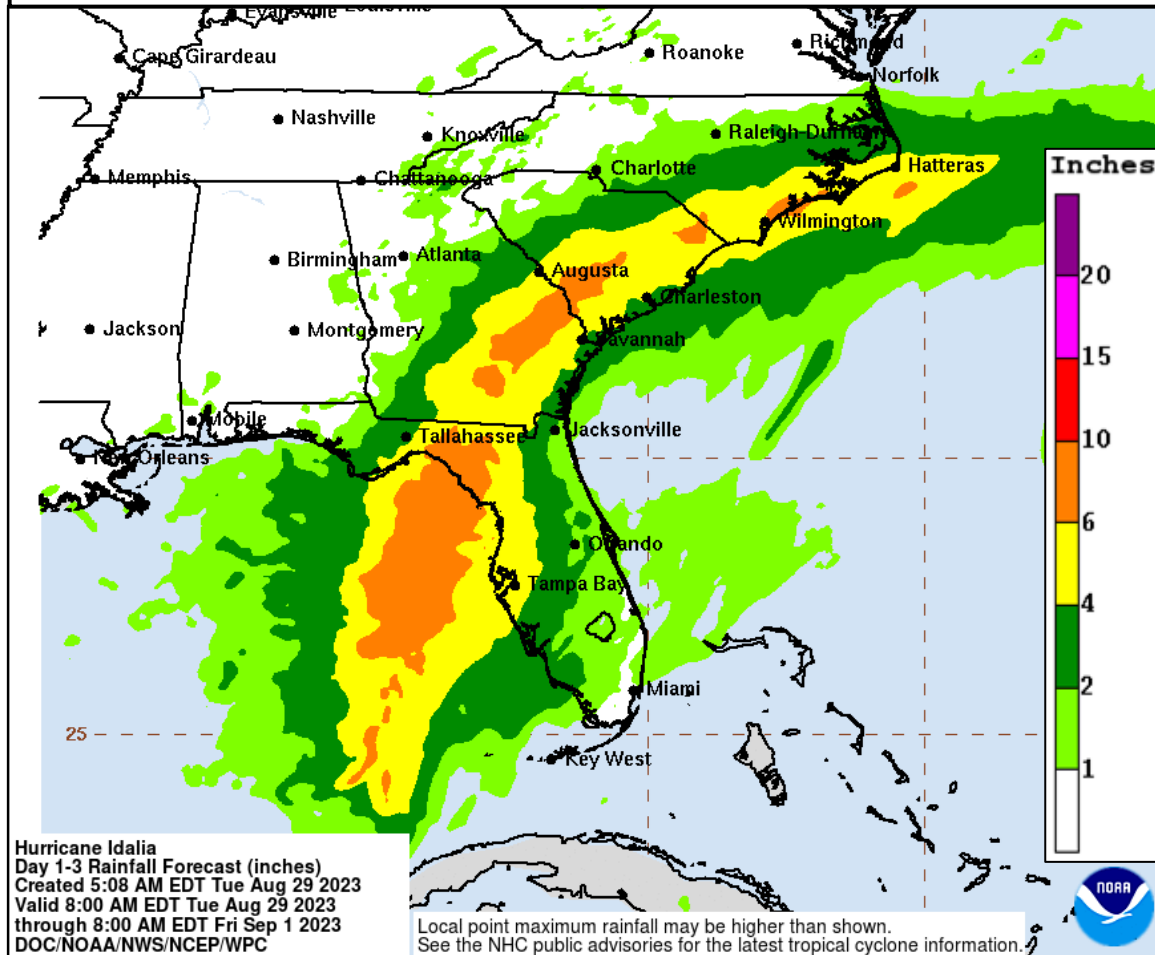 Evansville
Louisville
Cape Girardeau
Roanoke
Richmond
Norfolk
Nashville
Knoxville
Raleigh-Durham
Memphis
Chattanooga
Charlotte
Hatteras
Inches
Wilmington
Birmingham
Atlanta
Augusta
20
Charleston
Jackson
Montgomery
Savannah
15
Mobile
Tallahassee
Jacksonville
10
New Orleans
6
Orlando
Tampa Bay
4
2
Miami
25
Key West
1
Hurricane Idalia
Day 1-3 Rainfall Forecast (inches)
Created 5:08 AM EDT Tue Aug 29 2023
Valid 8:00 AM EDT Tue Aug 29 2023
through 8:00 AM EDT Fri Sep 1 2023
DOC/NOAA/NWS/NCEP/WPC
Local point maximum rainfall may be higher than shown.
See the NHC public advisories for the latest tropical cyclone information.
NOAA